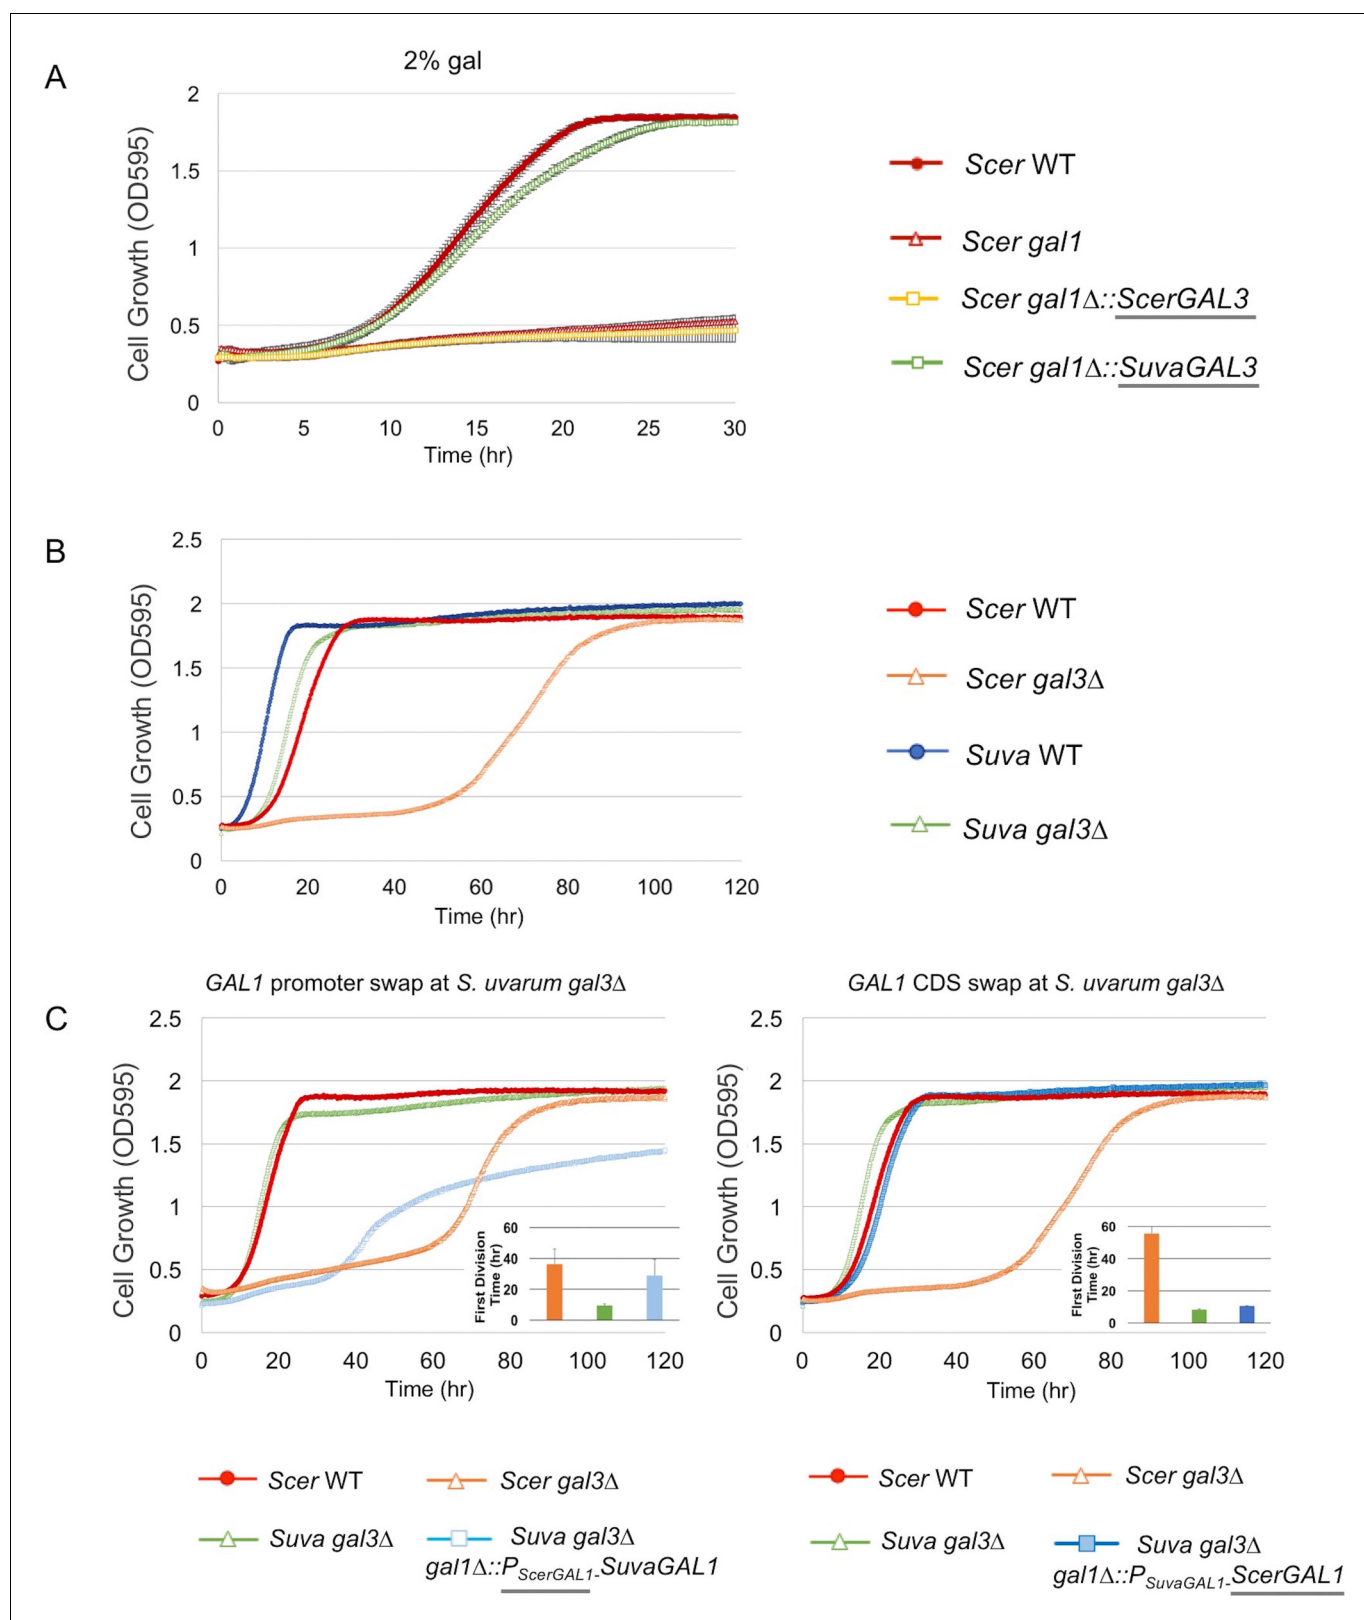 A
2% gal
Cell Growth (OD595)
2
1.5
1
0.5
0
0 5 10 15 20 25 30
Time (hr)
Scer WT
Scer gal1
Scer gal1Δ::ScerGAL3
Scer gal1Δ::SuvaGAL3
B
Cell Growth (OD595)
2.5
2
1.5
1
0.5
0
0 20 40 60 80 100 120
Time (hr)
Scer WT
Scer gal3Δ
Suva WT
Suva gal3Δ
C
GAL1 promoter swap at S. uvarum gal3Δ
Cell Growth (OD595)
2.5
2
1.5
1
0.5
0
0 20 40 60 80 100 120
Time (hr)
First Division
Time (hr)
60
40
20
0
Scer WT
Scer gal3Δ
Suva gal3Δ
Suva gal3Δ
gal1Δ::PScerGAL1-SuvaGAL1
GAL1 CDS swap at S. uvarum gal3Δ
Cell Growth (OD595)
2.5
2
1.5
1
0.5
0
0 20 40 60 80 100 120
Time (hr)
First Division
Time (hr)
60
40
20
0
Scer WT
Scer gal3Δ
Suva gal3Δ
Suva gal3Δ
gal1Δ::PSuvaGAL1-ScerGAL1